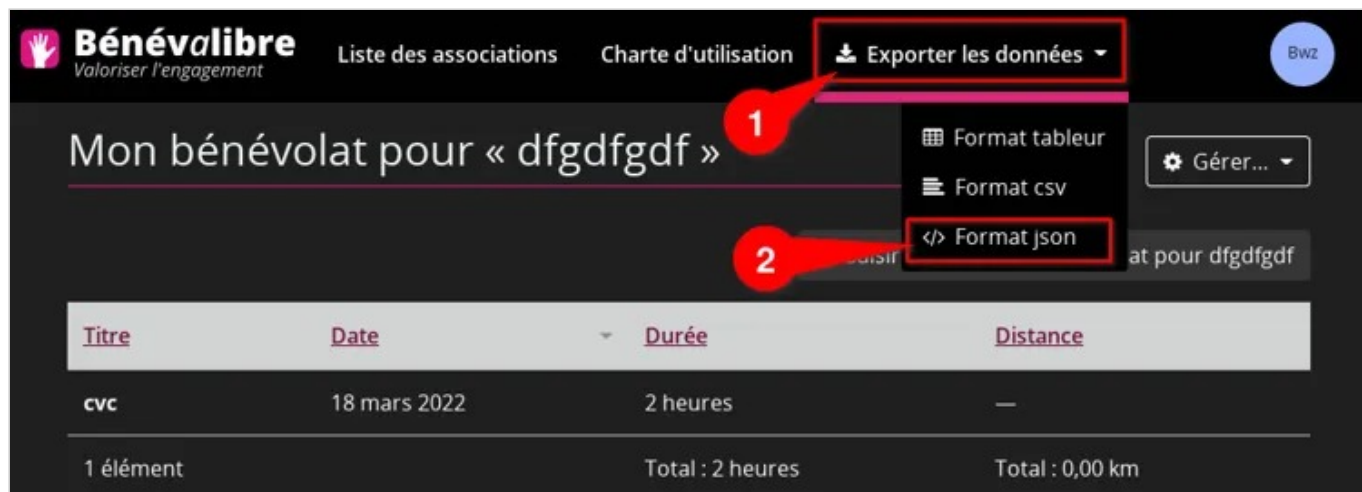 Bénévalibre
Valoriser l'engagement
Liste des associations
Charte d'utilisation
Exporter les données
Bwz
1
Mon bénévolat pour « dfgdfgdf »
Format tableur
Format csv
</> Format json
Gérer...
2
at pour dfgdfgdf
Titre Date Durée Distance
cvc 18 mars 2022 2 heures —
1 élément Total : 2 heures Total : 0,00 km